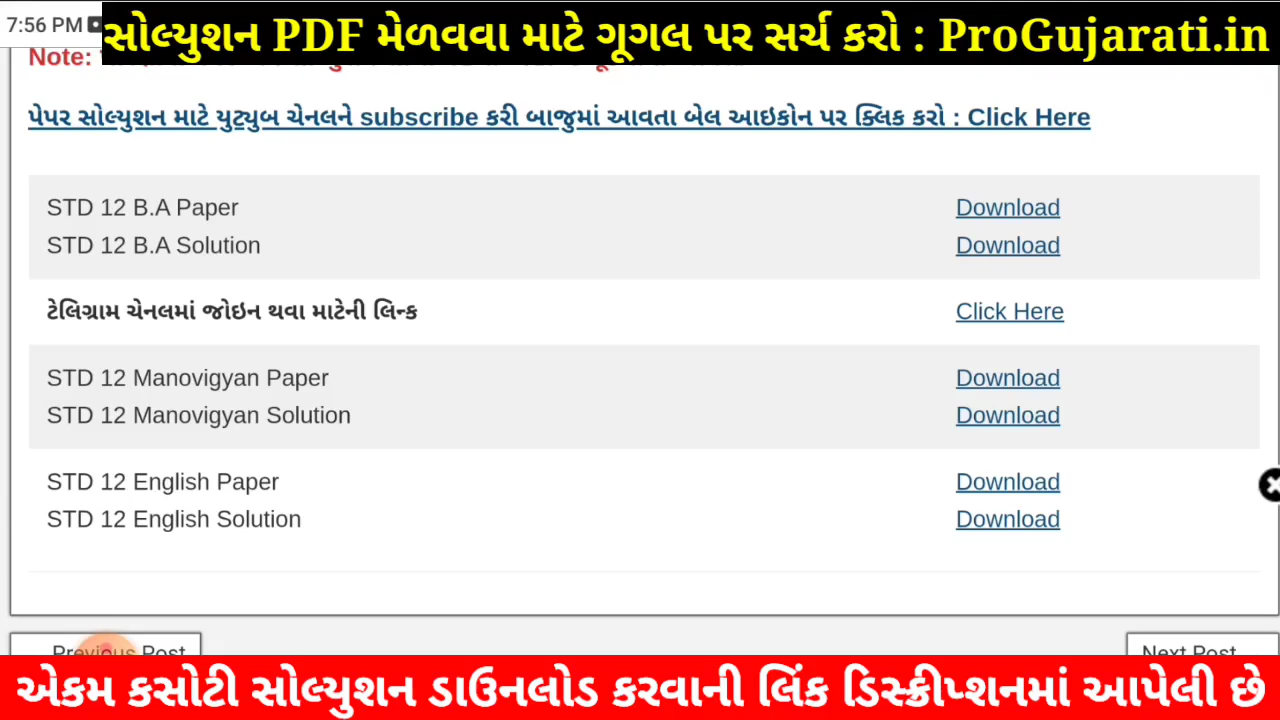 7:56 PM
સોલ્યુશન PDF મેળવવા માટે ગૂગલ પર સર્ચ કરો : ProGujarati.in
Note:
પેપર સોલ્યુશન માટે યુટ્યુબ ચેનલને subscribe કરી બાજુમાં આવતા બેલ આઇકોન પર ક્લિક કરો : Click Here
STD 12 B.A Paper Download
STD 12 B.A Solution Download
ટેલિગ્રામ ચેનલમાં જોઇન થવા માટેની લિન્ક Click Here
STD 12 Manovigyan Paper Download
STD 12 Manovigyan Solution Download
STD 12 English Paper Download
STD 12 English Solution Download
Previous Post Next Post
એકમ કસોટી સોલ્યુશન ડાઉનલોડ કરવાની લિંક ડિસ્ક્રીપ્શનમાં આપેલી છે